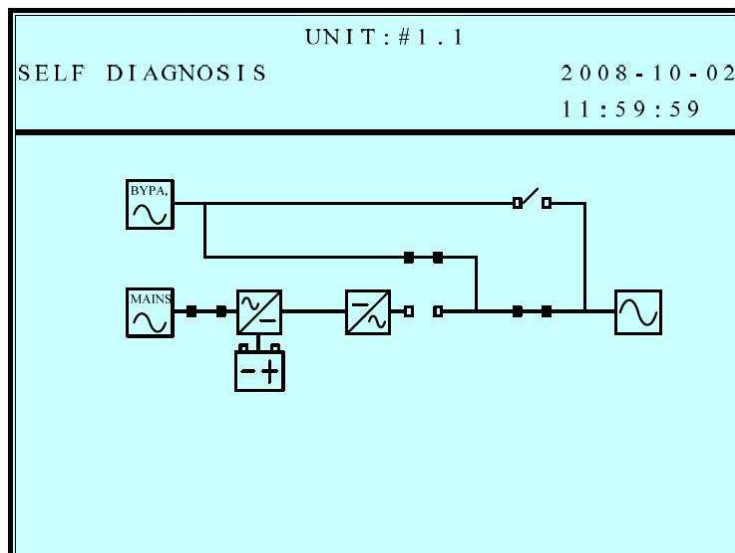 UNIT:#1.1
SELF DIAGNOSIS
2008-10-02
11:59:59
BYPA.
MAINS